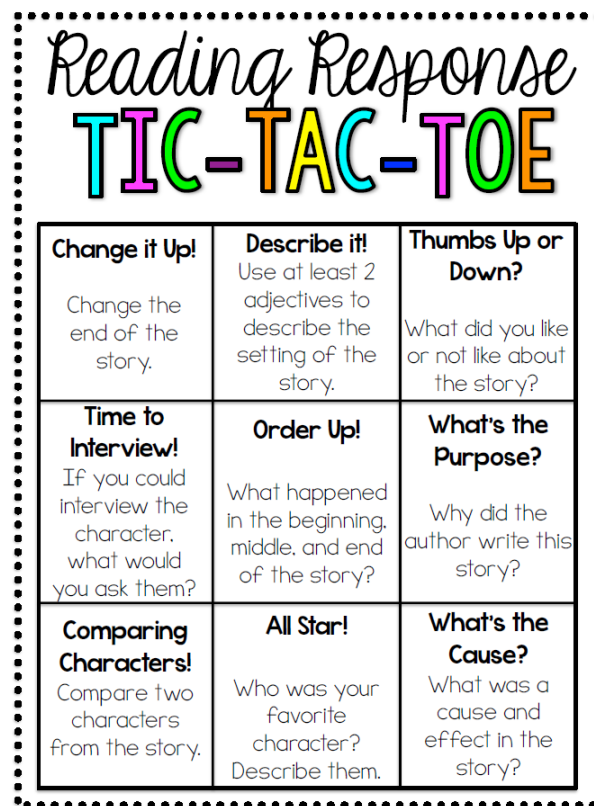 Reading Response
TIC-TAC-TOE
Change it Up!
Change the
end of the
story.
Describe it!
Use at least 2
adjectives to
describe the
setting of the
story.
Thumbs Up or
Down?
What did you like
or not like about
the story?
Time to
Interview!
If you could
interview the
character,
what would
you ask them?
Order Up!
What happened
in the beginning,
middle, and end
of the story?
What's the
Purpose?
Why did the
author write this
story?
Comparing
Characters!
Compare two
characters
from the story.
All Star!
Who was your
favorite
character?
Describe them.
What's the
Cause?
What was a
cause and
effect in the
story?